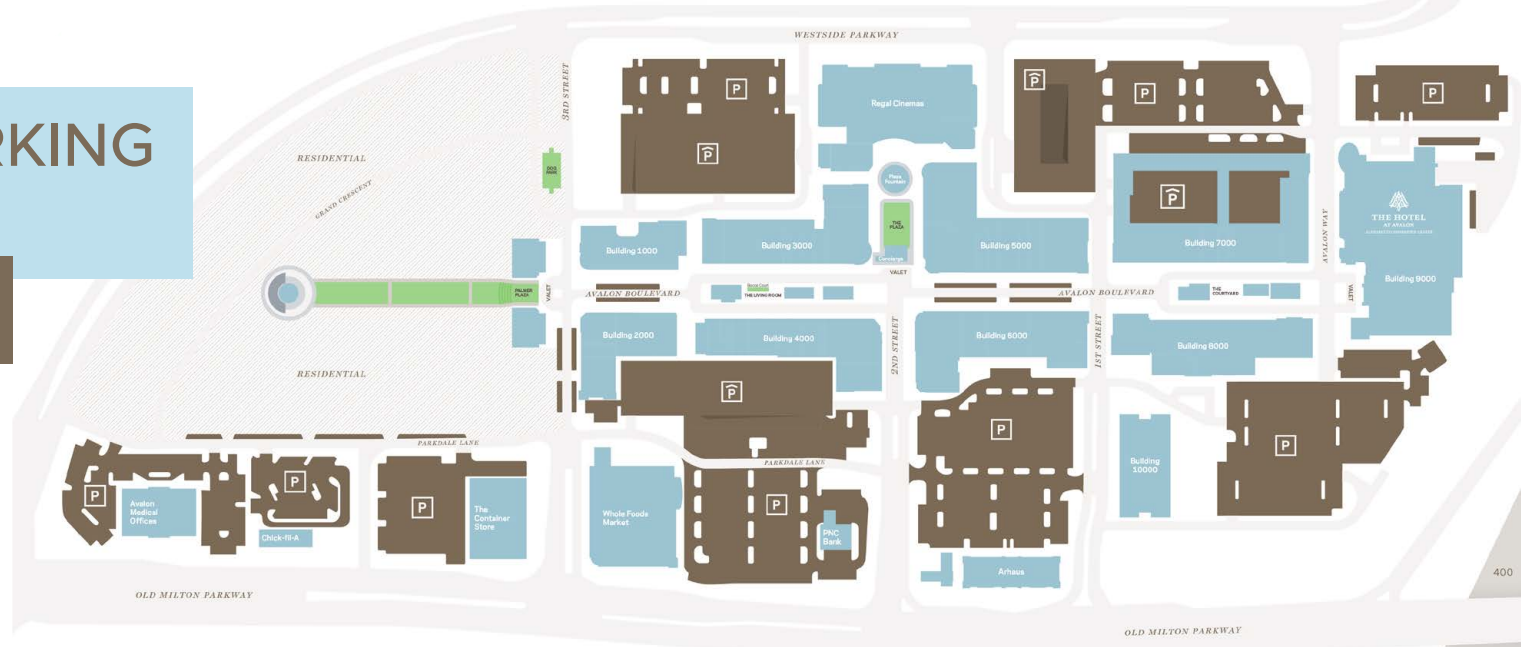 RKING
WESTSIDE PARKWAY
3RD STREET
P
Regal Cinemas
P
P
P
P
P
RESIDENTIAL
GRAND CRESCENT
DOG
PARK
Plaza
Fountain
P
THE HOTEL
AT AVALON
THE
PLAZA
Concierge
VALET
Building 1000
Building 3000
Building 5000
Building 7000
AVALON WAY
Building 9000
PALMER
PLAZA
VALET
AVALON BOULEVARD
THE LIVING ROOM
AVALON BOULEVARD
THE
COURTYARD
VALET
Building 2000
Building 4000
2ND STREET
Building 6000
1ST STREET
Building 8000
RESIDENTIAL
P
P
P
PARKDALE LANE
PARKDALE LANE
Building
10000
P
Avalon
Medical
Offices
P
Chick-fil-A
P
The
Container
Store
Whole Foods
Market
P
PNC
Bank
Arhaus
400
OLD MILTON PARKWAY
OLD MILTON PARKWAY